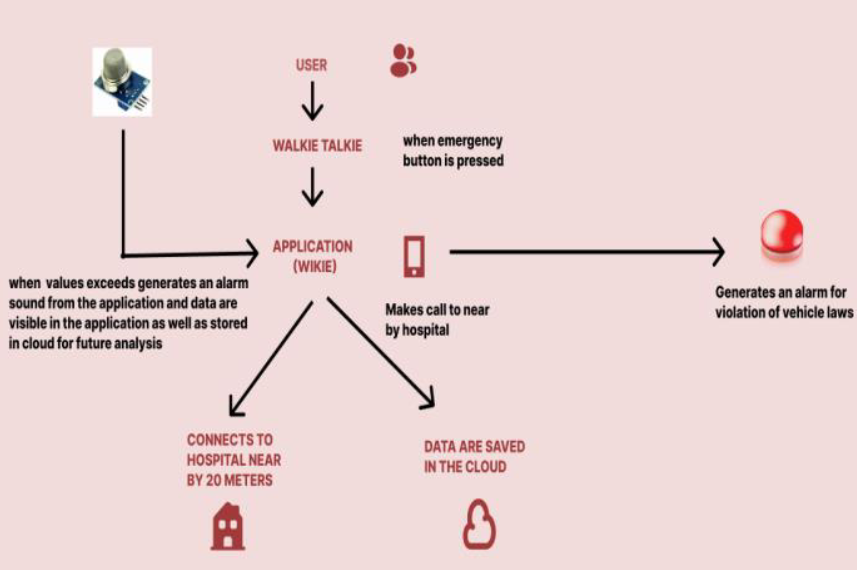 USER
WALKIE TALKIE
when emergency
button is pressed
APPLICATION
(WIKIE)
when values exceeds generates an alarm
sound from the application and data are
visible in the application as well as stored
in cloud for future analysis
Makes call to near
by hospital
Generates an alarm for
violation of vehicle laws
CONNECTS TO
HOSPITAL NEAR
BY 20 METERS
DATA ARE SAVED
IN THE CLOUD